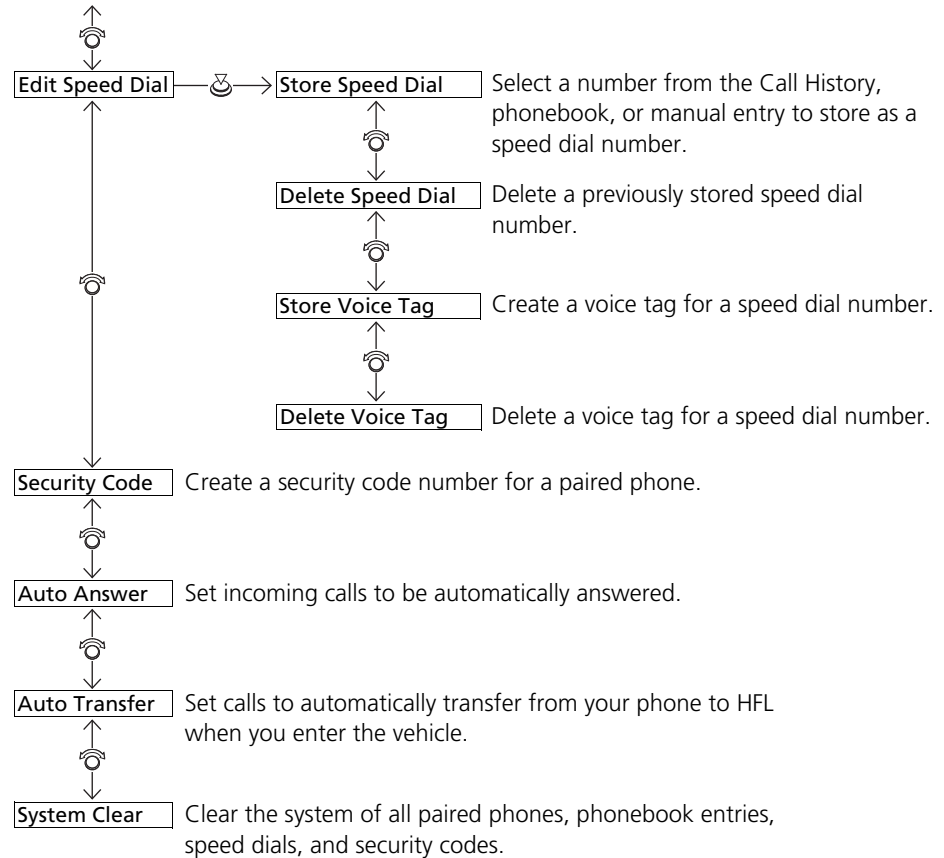 Edit Speed Dial
Store Speed Dial
Select a number from the Call History,
phonebook, or manual entry to store as a
speed dial number.
Delete Speed Dial
Delete a previously stored speed dial
number.
Store Voice Tag
Create a voice tag for a speed dial number.
Delete Voice Tag
Delete a voice tag for a speed dial number.
Security Code
Create a security code number for a paired phone.
Auto Answer
Set incoming calls to be automatically answered.
Auto Transfer
Set calls to automatically transfer from your phone to HFL
when you enter the vehicle.
System Clear
Clear the system of all paired phones, phonebook entries,
speed dials, and security codes.